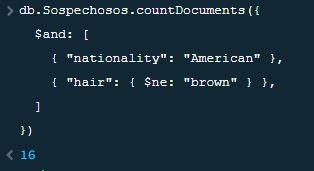 > db.Sospechosos.countDocuments({
$and: [
{ "nationality": "American" },
{ "hair": { $ne: "brown" } },
]
})
< 16